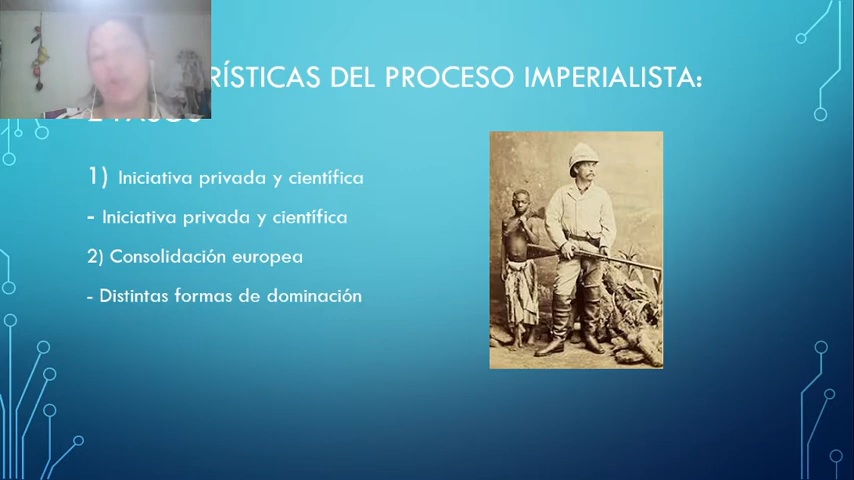 RÍSTICAS DEL PROCESO IMPERIALISTA:
1) Iniciativa privada y científica
- Iniciativa privada y científica
2) Consolidación europea
- Distintas formas de dominación